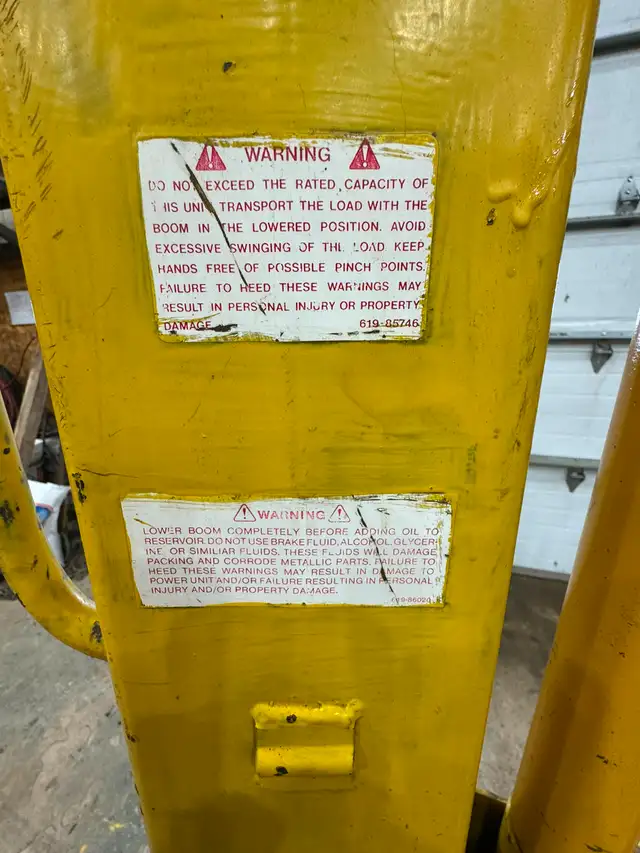 WARNING
DO NOT EXCEED THE RATED CAPACITY OF
THIS UNIT. TRANSPORT THE LOAD WITH THE
BOOM IN THE LOWERED POSITION. AVOID
EXCESSIVE SWINGING OF THE LOAD. KEEP
HANDS FREE OF POSSIBLE PINCH POINTS.
FAILURE TO HEED THESE WARNINGS MAY
RESULT IN PERSONAL INJURY OR PROPERTY
DAMAGE. 619-85746
WARNING
LOWER BOOM COMPLETELY BEFORE ADDING OIL TO
RESERVOIR. DO NOT USE BRAKE FLUID, ALCOHOL, GLYCER-
INE, OR SIMILIAR FLUIDS. THESE FLUIDS WILL DAMAGE
PACKING AND CORRODE METALLIC PARTS. FAILURE TO
HEED THESE WARNINGS MAY RESULT IN DAMAGE TO
POWER UNIT AND/OR FAILURE RESULTING IN PERSONAL
INJURY AND/OR PROPERTY DAMAGE.